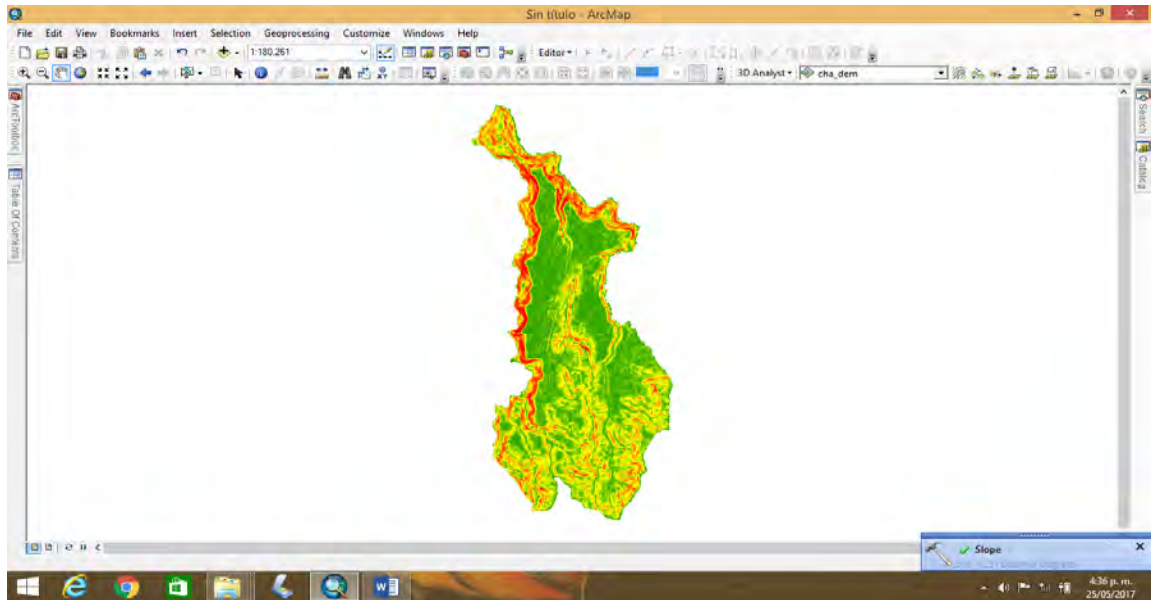 Sin título - ArcMap
File Edit View Bookmarks Insert Selection Geoprocessing Customize Windows Help
1:180.261
Editor
3D Analyst
cha_dem
ArcToolbox
Table Of Contents
Search
Catalog
Slope
4:36 p. m.
25/05/2017